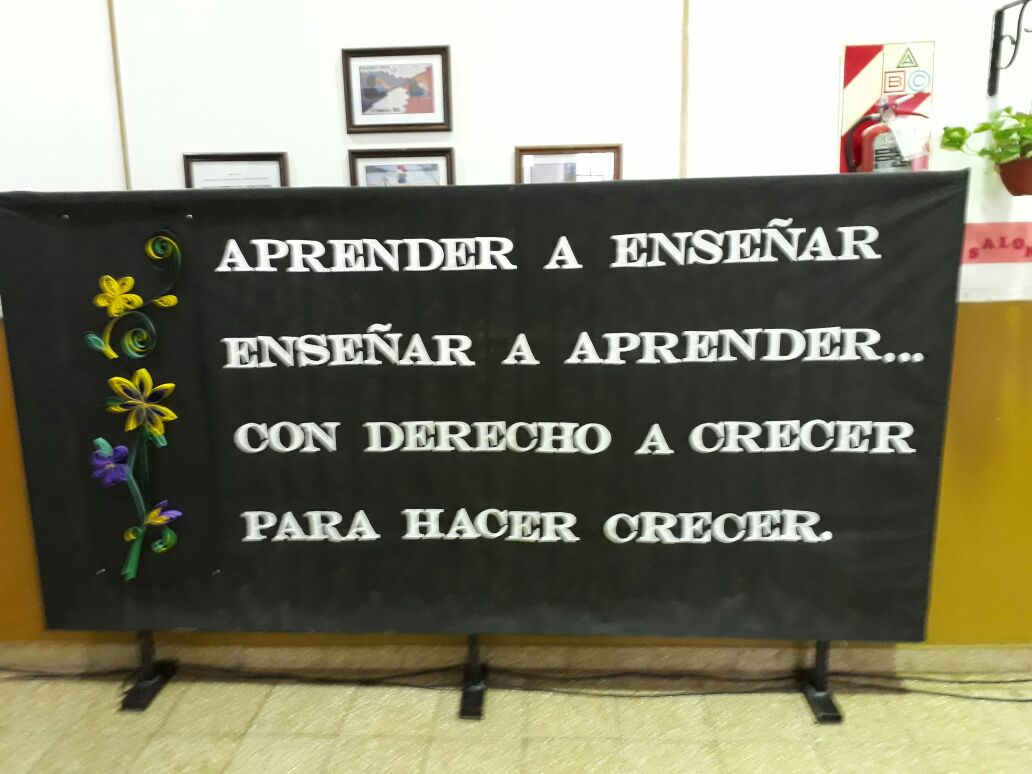 A
B C
APRENDER A ENSEÑAR
ENSEÑAR A APRENDER...
CON DERECHO A CRECER
PARA HACER CRECER.